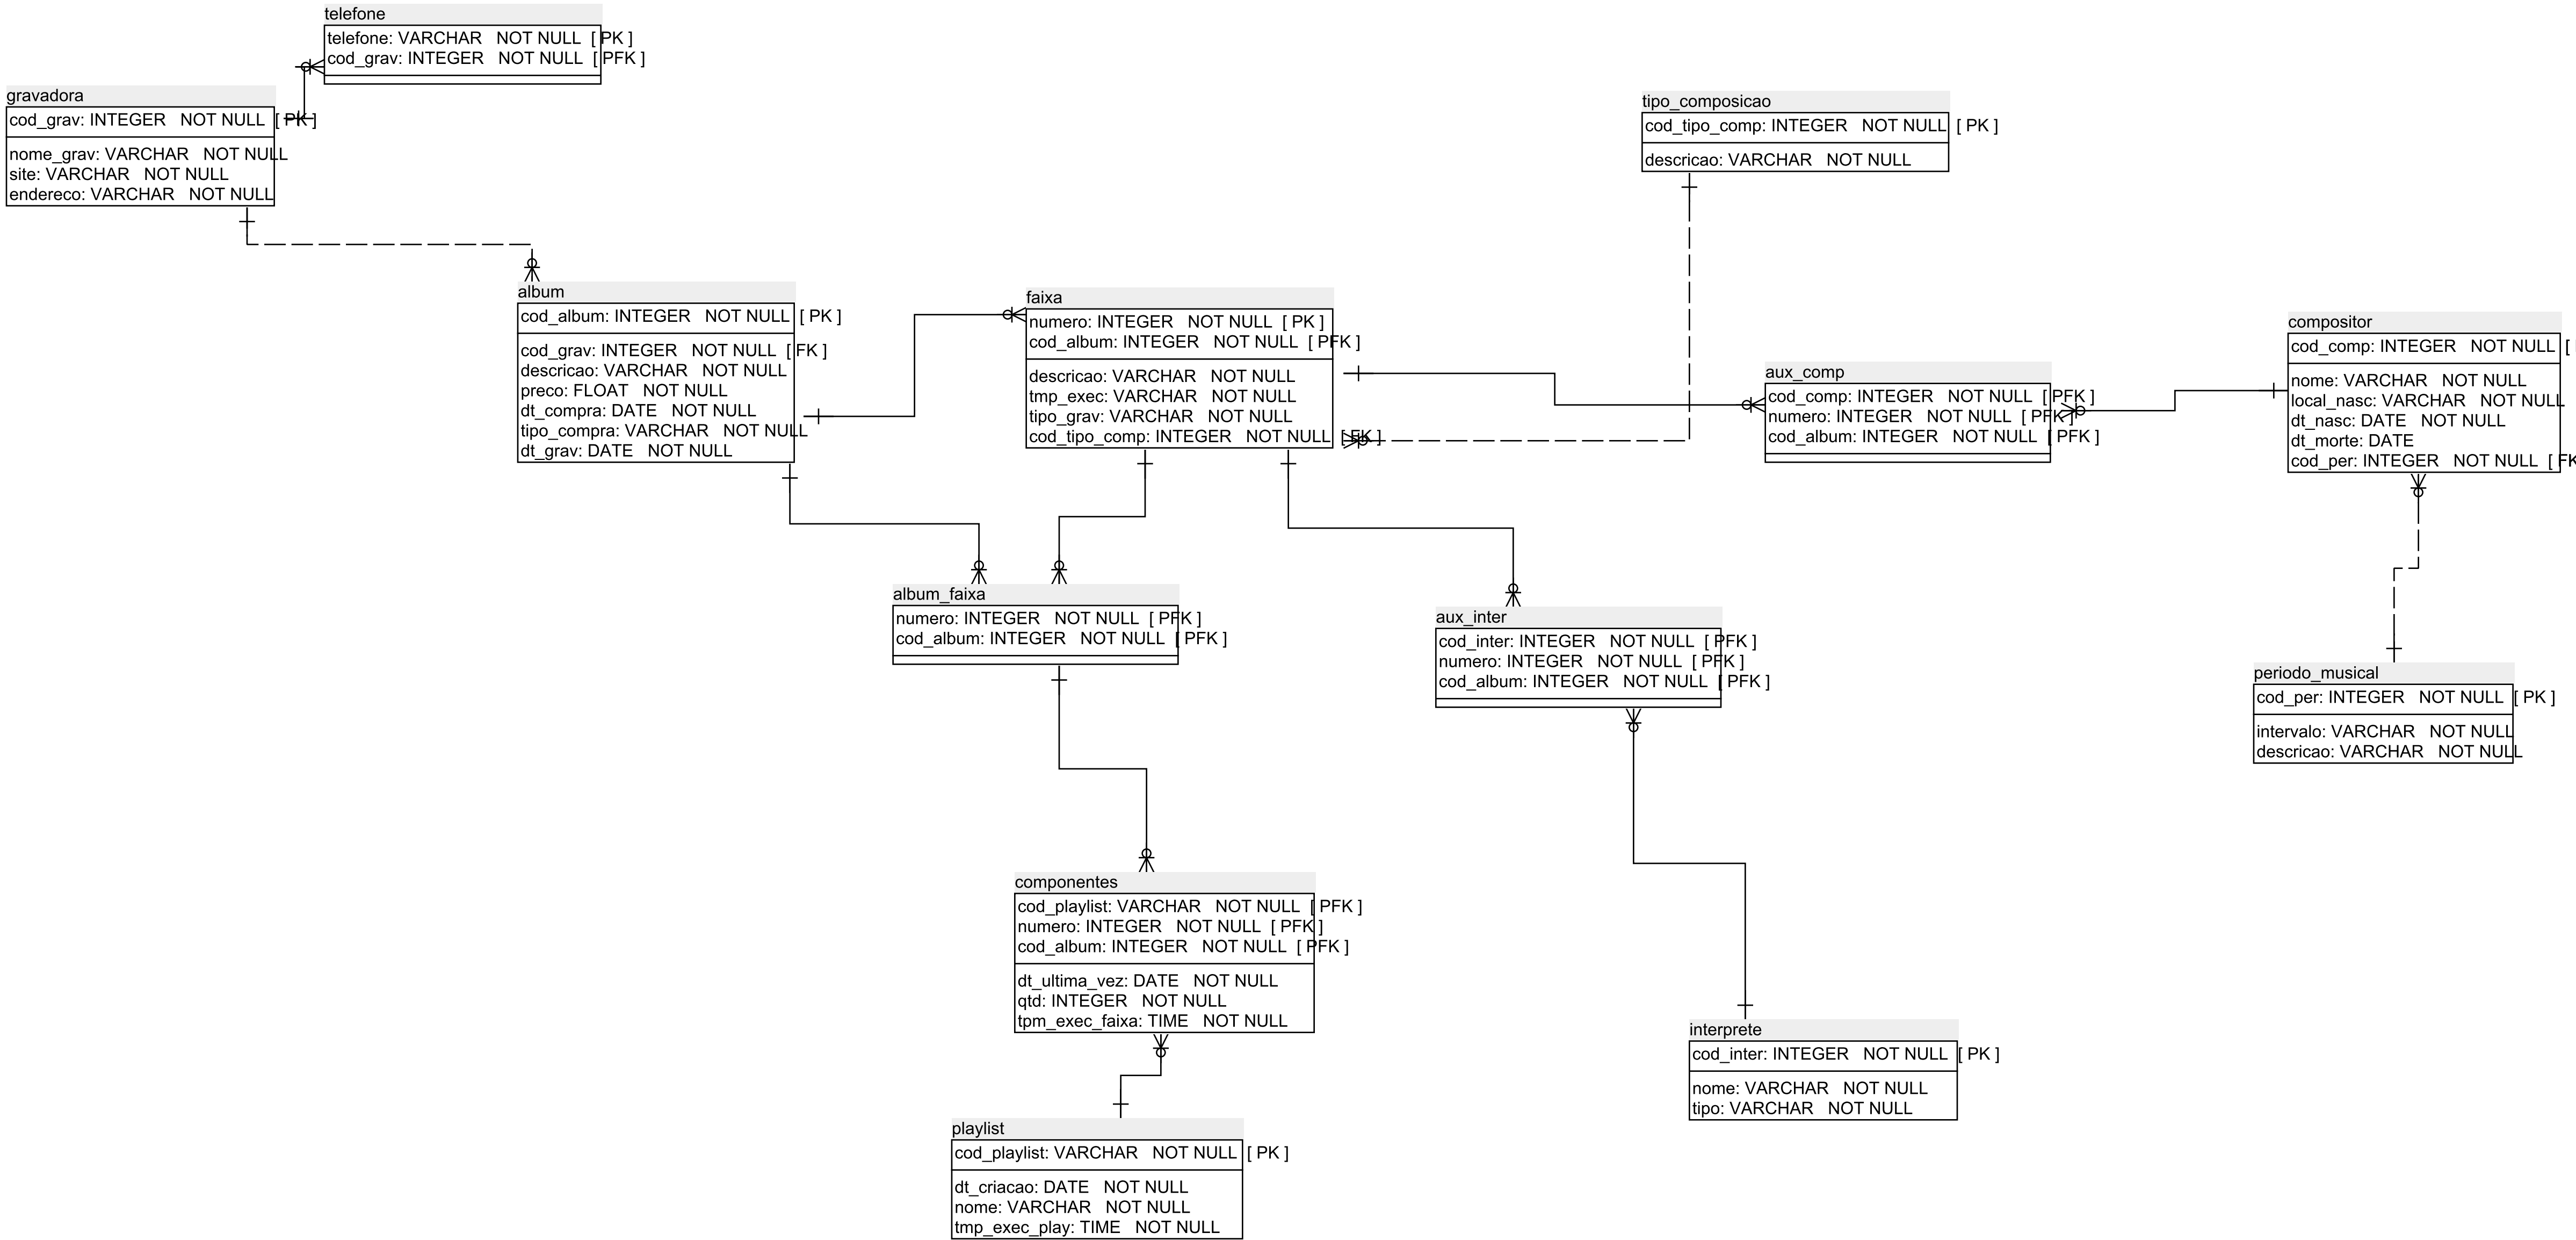 telefone
telefone: VARCHAR NOT NULL [ PK ]
cod_grav: INTEGER NOT NULL [ PFK ]
gravadora
cod_grav: INTEGER NOT NULL [ PK ]
nome_grav: VARCHAR NOT NULL
site: VARCHAR NOT NULL
endereco: VARCHAR NOT NULL
tipo_composicao
cod_tipo_comp: INTEGER NOT NULL [ PK ]
descricao: VARCHAR NOT NULL
album
cod_album: INTEGER NOT NULL [ PK ]
cod_grav: INTEGER NOT NULL [ FK ]
descricao: VARCHAR NOT NULL
preco: FLOAT NOT NULL
dt_compra: DATE NOT NULL
tipo_compra: VARCHAR NOT NULL
dt_grav: DATE NOT NULL
faixa
numero: INTEGER NOT NULL [ PK ]
cod_album: INTEGER NOT NULL [ PFK ]
descricao: VARCHAR NOT NULL
tmp_exec: VARCHAR NOT NULL
tipo_grav: VARCHAR NOT NULL
cod_tipo_comp: INTEGER NOT NULL [ FK ]
aux_comp
cod_comp: INTEGER NOT NULL [ PFK ]
numero: INTEGER NOT NULL [ PFK ]
cod_album: INTEGER NOT NULL [ PFK ]
compositor
cod_comp: INTEGER NOT NULL [
nome: VARCHAR NOT NULL
local_nasc: VARCHAR NOT NULL
dt_nasc: DATE NOT NULL
dt_morte: DATE
cod_per: INTEGER NOT NULL [ FK
album_faixa
numero: INTEGER NOT NULL [ PFK ]
cod_album: INTEGER NOT NULL [ PFK ]
aux_inter
cod_inter: INTEGER NOT NULL [ PFK ]
numero: INTEGER NOT NULL [ PFK ]
cod_album: INTEGER NOT NULL [ PFK ]
periodo_musical
cod_per: INTEGER NOT NULL [ PK ]
intervalo: VARCHAR NOT NULL
descricao: VARCHAR NOT NULL
componentes
cod_playlist: VARCHAR NOT NULL [ PFK ]
numero: INTEGER NOT NULL [ PFK ]
cod_album: INTEGER NOT NULL [ PFK ]
dt_ultima_vez: DATE NOT NULL
qtd: INTEGER NOT NULL
tpm_exec_faixa: TIME NOT NULL
interprete
cod_inter: INTEGER NOT NULL [ PK ]
nome: VARCHAR NOT NULL
tipo: VARCHAR NOT NULL
playlist
cod_playlist: VARCHAR NOT NULL [ PK ]
dt_criacao: DATE NOT NULL
nome: VARCHAR NOT NULL
tmp_exec_play: TIME NOT NULL